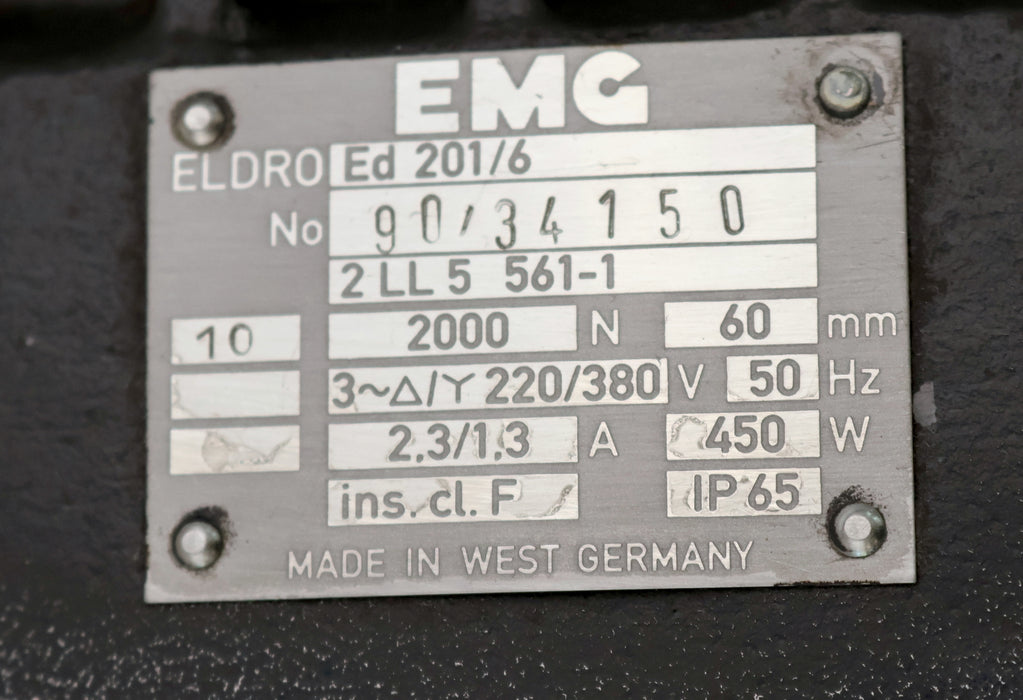 EMG
ELDRO Ed 201/6
No 90/34150
2 LL 5 561-1
10 2000 N 60 mm
3~△/Y 220/380 V 50 Hz
2,3/1,3 A 450 W
ins. cl. F IP 65
MADE IN WEST GERMANY